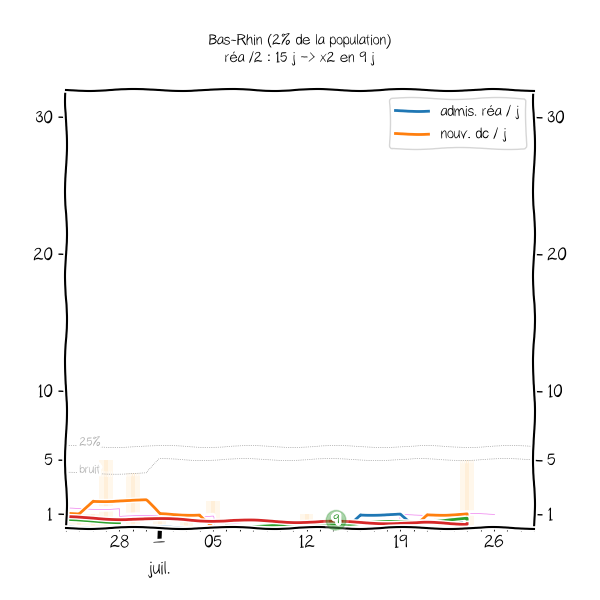 Bas-Rhin (2% de la population)
réa /2 : 15 j -> x2 en 9 j
admis. réa / j
nouv. dc / j
30 30
20 20
10 10
25%
5 5
bruit
1 9 1
28 05 12 19 26
juil.